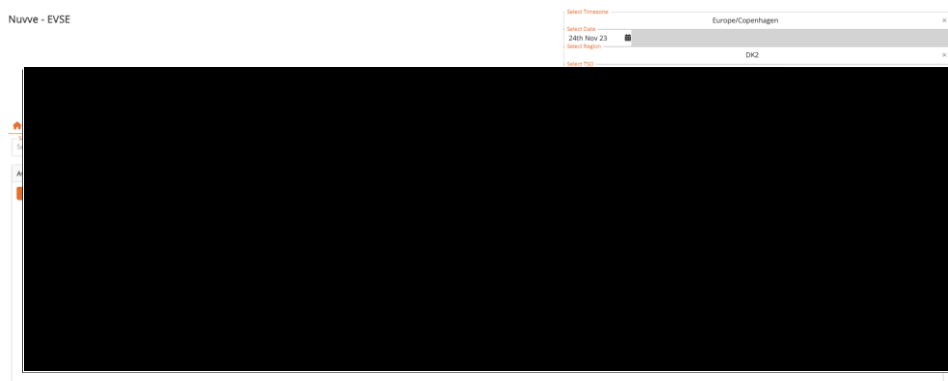 Nuvve - EVSE
Select Timezone
Europe/Copenhagen ×
Select Date
24th Nov 23
Select Region
DK2 ×
Select TSO